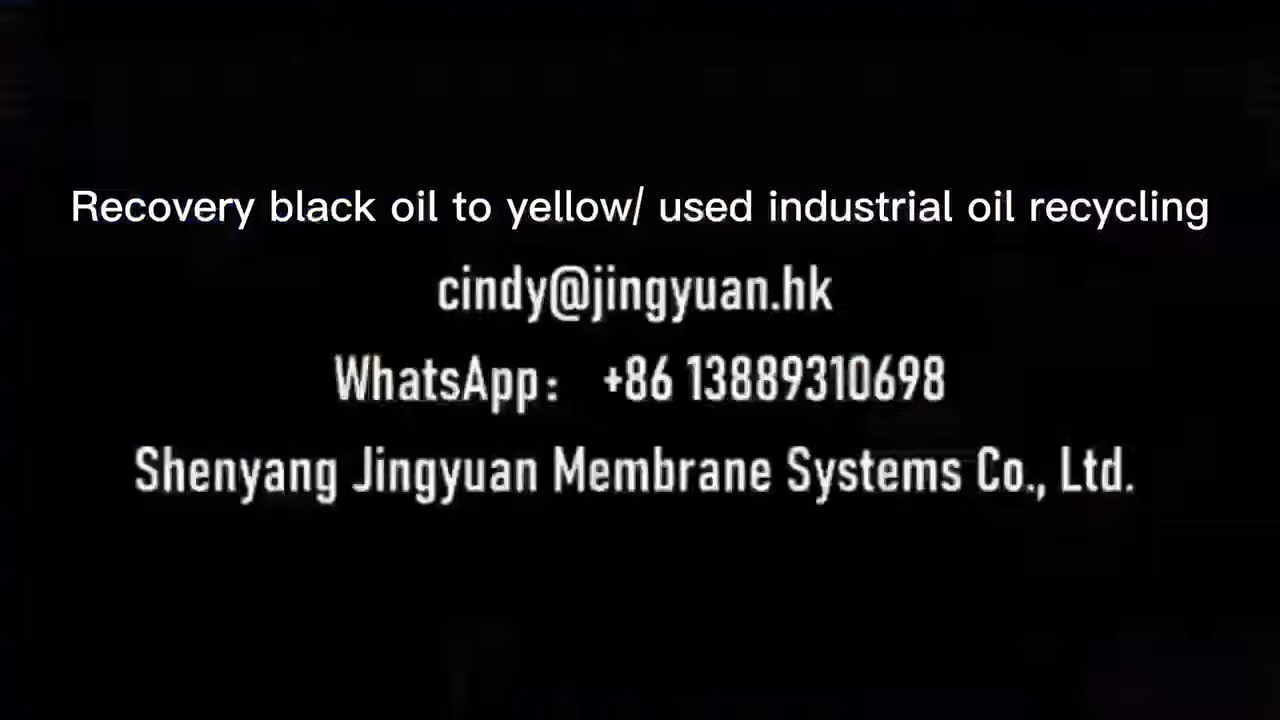 Recovery black oil to yellow/ used industrial oil recycling
cindy@jingyuan.hk
WhatsApp： +86 13889310698
Shenyang Jingyuan Membrane Systems Co., Ltd.